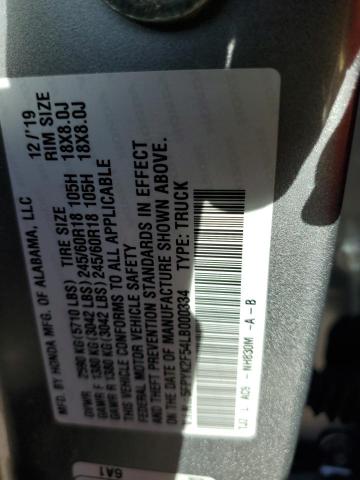 MFD. BY HONDA MFG. OF ALABAMA, LLC 12/'19
TIRE SIZE RIM SIZE
GVWR 2590 KG(5710 LBS)
GAWR F 1380 KG(3042 LBS) 245/60R18 105H 18X8.0J
GAWR R 1380 KG(3042 LBS) 245/60R18 105H 18X8.0J
THIS VEHICLE CONFORMS TO ALL APPLICABLE
FEDERAL MOTOR VEHICLE SAFETY
AND THEFT PREVENTION STANDARDS IN EFFECT
ON THE DATE OF MANUFACTURE SHOWN ABOVE.
V.I.N. 5FPYK2F54LB000334 TYPE: TRUCK
NH830M -A-B
6A1